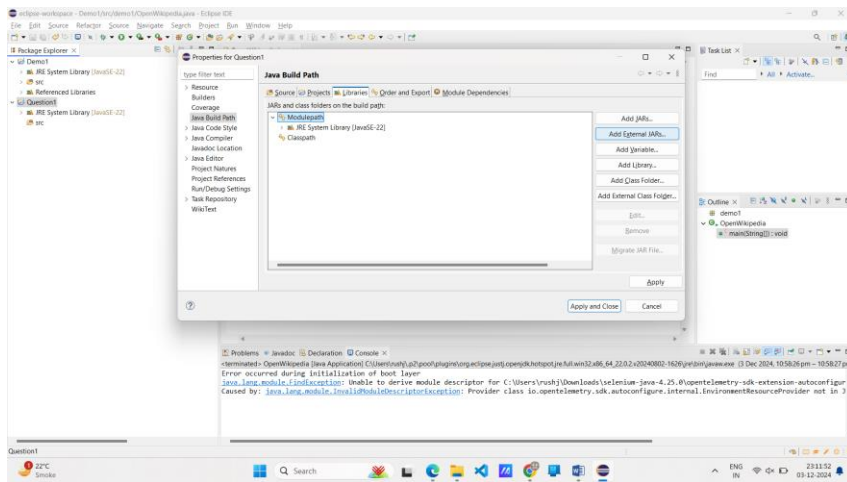 eclipse-workspace - Demo1/src/demo1/OpenWikipedia.java - Eclipse IDE
File Edit Source Refactor Source Navigate Search Project Run Window Help
Package Explorer
Demo1
JRE System Library [JavaSE-22]
src
Referenced Libraries
Question1
JRE System Library [JavaSE-22]
src
Properties for Question1
type filter text
Resource
Builders
Coverage
Java Build Path
Java Code Style
Java Compiler
Javadoc Location
Java Editor
Project Natures
Project References
Run/Debug Settings
Task Repository
WikiText
Java Build Path
Source Projects Libraries Order and Export Module Dependencies
JARs and class folders on the build path:
Modulepath
JRE System Library [JavaSE-22]
Classpath
Add JARs...
Add External JARs...
Add Variable...
Add Library...
Add Class Folder...
Add External Class Folder...
Edit...
Remove
Migrate JAR File...
Apply
Apply and Close Cancel
Task List
Find All Activate...
Outline
demo1
OpenWikipedia
main(String[]) : void
Problems Javadoc Declaration Console
<terminated> OpenWikipedia [Java Application] C:\Users\rushj\.p2\pool\plugins\org.eclipse.justj.openjdk.hotspot.jre.full.win32.x86_64_22.0.2.v20240802-1626\jre\bin\javaw.exe (3 Dec 2024, 10:58:26 pm – 10:58:27 p
Error occurred during initialization of boot layer
java.lang.module.FindException: Unable to derive module descriptor for C:\Users\rushj\Downloads\selenium-java-4.25.0\opentelemetry-sdk-extension-autoconfigur
Caused by: java.lang.module.InvalidModuleDescriptorException: Provider class io.opentelemetry.sdk.autoconfigure.internal.EnvironmentResourceProvider not in J
Question1
22°C
Smoke
Search
ENG
IN
23:11:52
03-12-2024